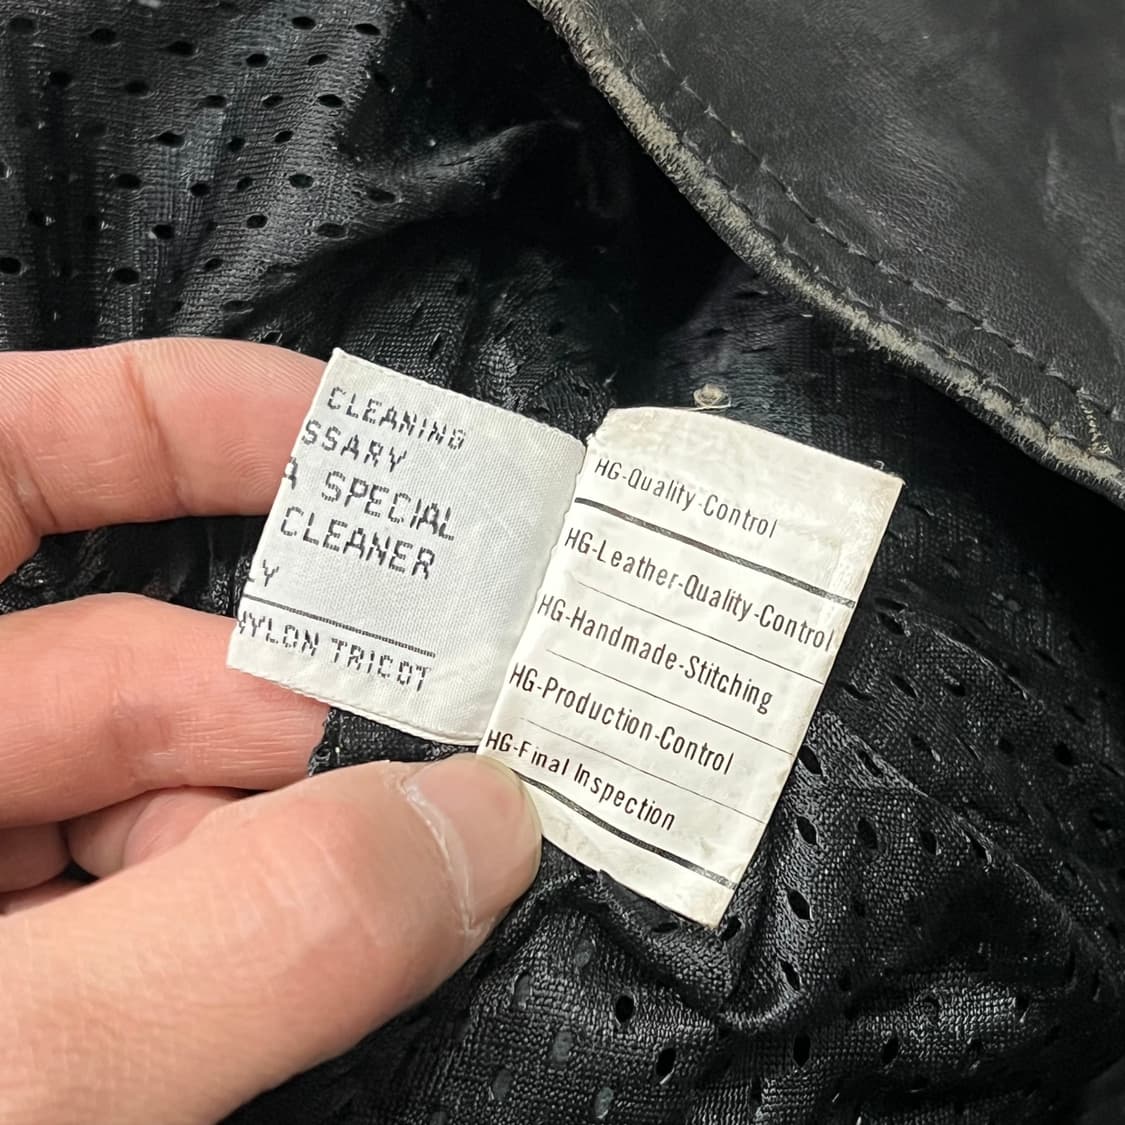 CLEANING
SPECIAL
CLEANER
NYLON TRICOT
HG-Quality-Control
HG-Leather-Quality-Control
HG-Handmade-Stitching
HG-Production-Control
HG-Final Inspection